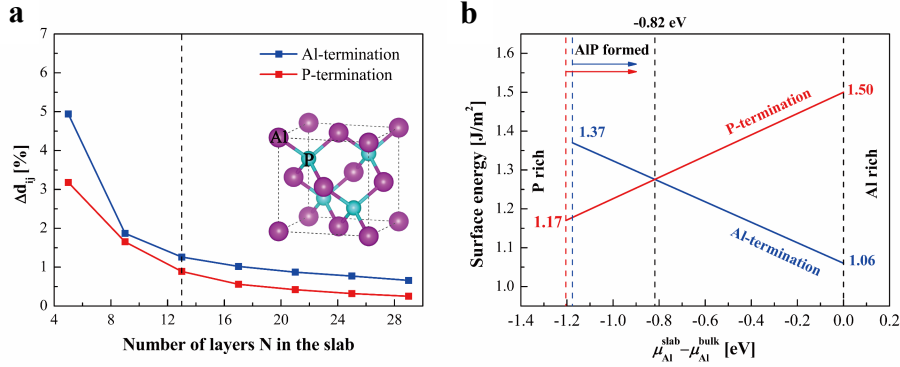 a
7
6
5
4
3
2
1
0
4
8
12
16
20
24
28
Δd_ij [%]
Number of layers N in the slab
Al-termination
P-termination
Al
P
b
-0.82 eV
1.6
1.5
1.4
1.3
1.2
1.1
1.0
-1.4
-1.2
-1.0
-0.8
-0.6
-0.4
-0.2
0.0
0.2
Surface energy [J/m²]
AlP formed
P rich
Al rich
1.37
1.17
1.50
1.06
P-termination
Al-termination
μ_Al^slab−μ_Al^bulk [eV]